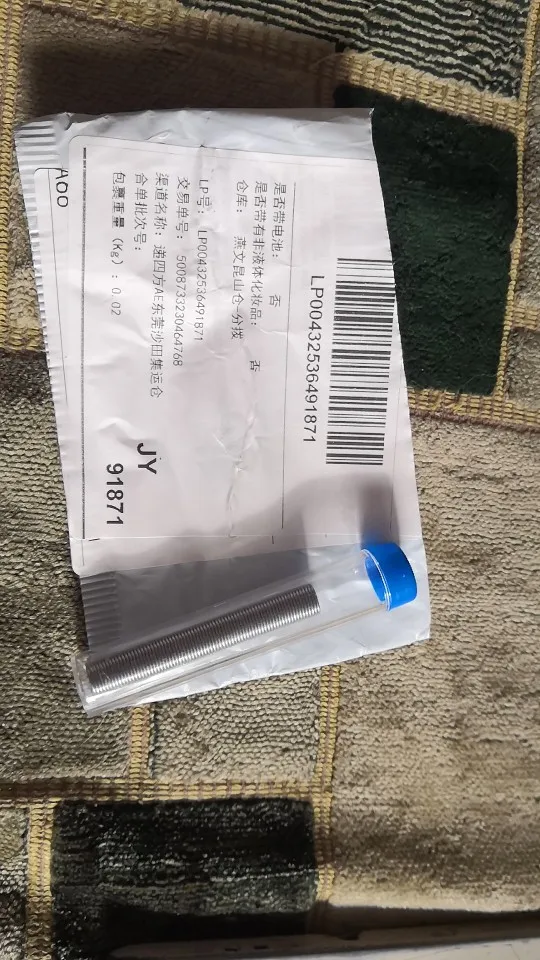 LP00432536491871
是否带电池: 否
是否带有非液体化妆品: 否
仓库: 燕文昆山仓-分拨
LP号: LP00432536491871
交易单号: 5008733230464768
渠道名称: 递四方AE东莞沙田集运仓
合单批次号:
包裹重量 (Kg) : 0.02
JY
91871